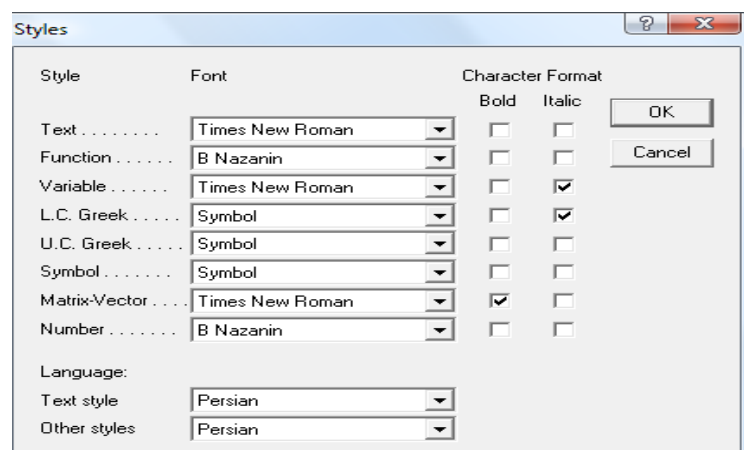 Styles
Style Font Character Format
Bold Italic
OK
Text . . . . . . . . Times New Roman
Function . . . . . . B Nazanin
Cancel
Variable . . . . . . Times New Roman
L.C. Greek . . . . . Symbol
U.C. Greek . . . . . Symbol
Symbol . . . . . . . Symbol
Matrix-Vector . . . . Times New Roman
Number . . . . . . . B Nazanin
Language:
Text style Persian
Other styles Persian